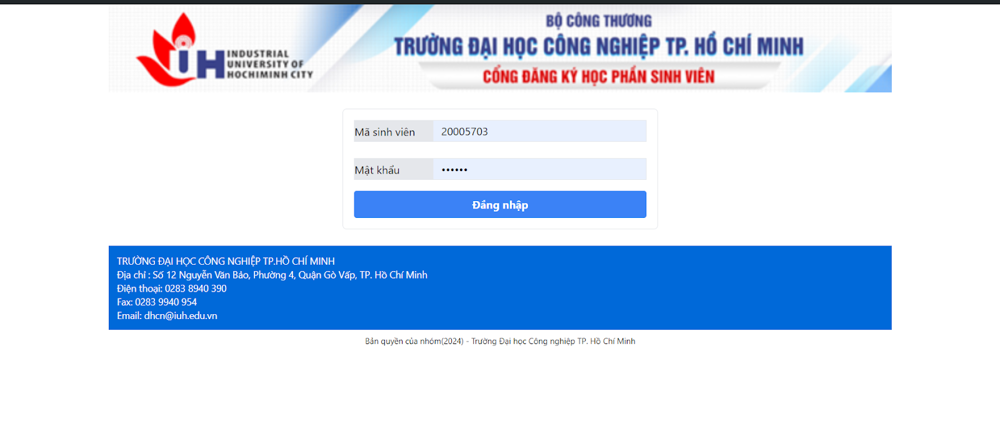 BỘ CÔNG THƯƠNG
TRƯỜNG ĐẠI HỌC CÔNG NGHIỆP TP. HỒ CHÍ MINH
CỔNG ĐĂNG KÝ HỌC PHẦN SINH VIÊN
IUH
INDUSTRIAL
UNIVERSITY OF
HOCHIMINH CITY
Mã sinh viên 20005703
Mật khẩu ••••••
Đắng nhập
TRƯỜNG ĐẠI HỌC CÔNG NGHIỆP TP.HỒ CHÍ MINH
Địa chỉ : Số 12 Nguyễn Văn Bảo, Phường 4, Quận Gò Vấp, TP. Hồ Chí Minh
Điện thoại: 0283 8940 390
Fax: 0283 9940 954
Email: dhcn@iuh.edu.vn
Bản quyền của nhóm(2024) - Trường Đại học Công nghiệp TP. Hồ Chí Minh